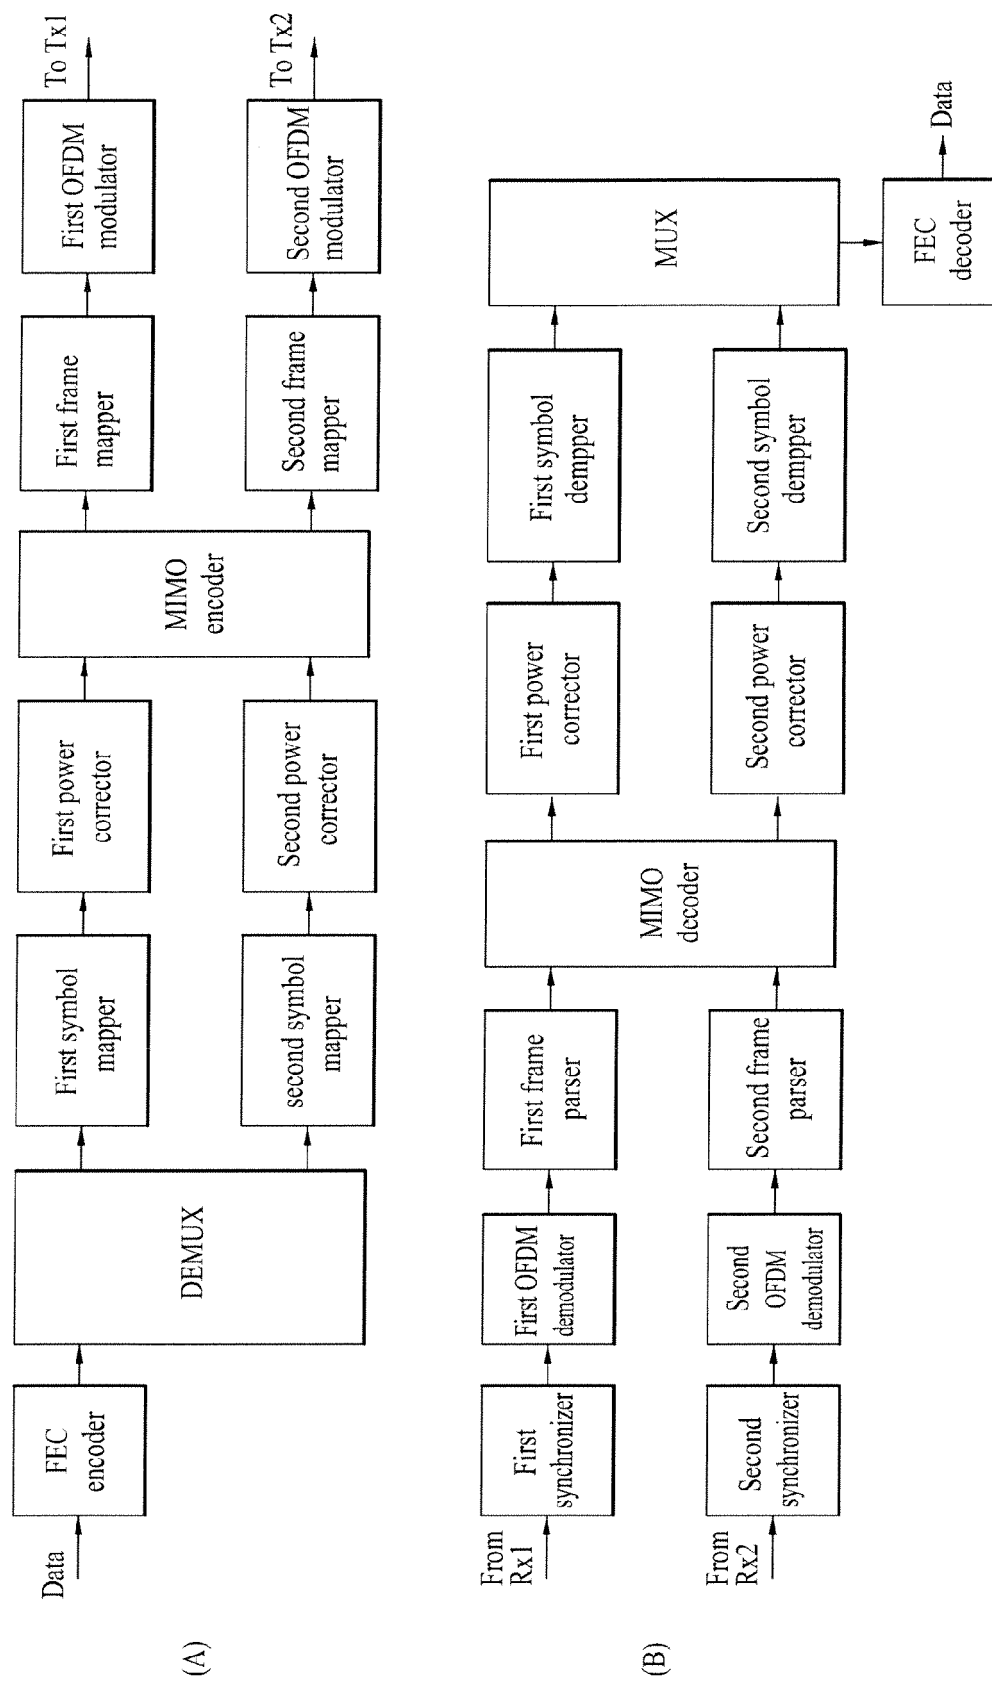 (A)
Data
FEC
encoder
DEMUX
First symbol
mapper
First power
corrector
MIMO
encoder
First frame
mapper
First OFDM
modulator
To Tx1
second symbol
mapper
Second power
corrector
Second frame
mapper
Second OFDM
modulator
To Tx2
(B)
From
Rx1
First
synchronizer
First OFDM
demodulator
First frame
parser
MIMO
decoder
First power
corrector
First symbol
dempper
MUX
From
Rx2
Second
synchronizer
Second
OFDM
demodulator
Second frame
parser
Second power
corrector
Second symbol
dempper
FEC
decoder
Data